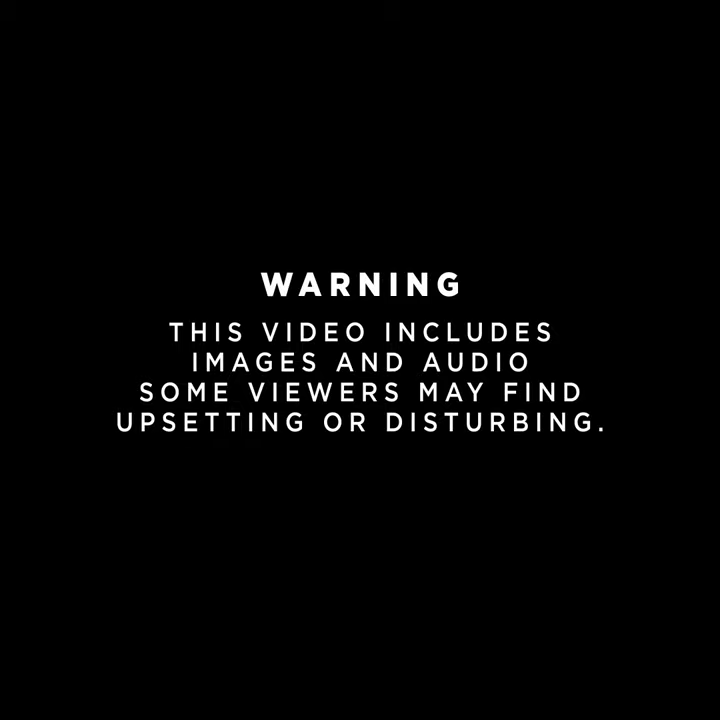 WARNING
THIS VIDEO INCLUDES
IMAGES AND AUDIO
SOME VIEWERS MAY FIND
UPSETTING OR DISTURBING.